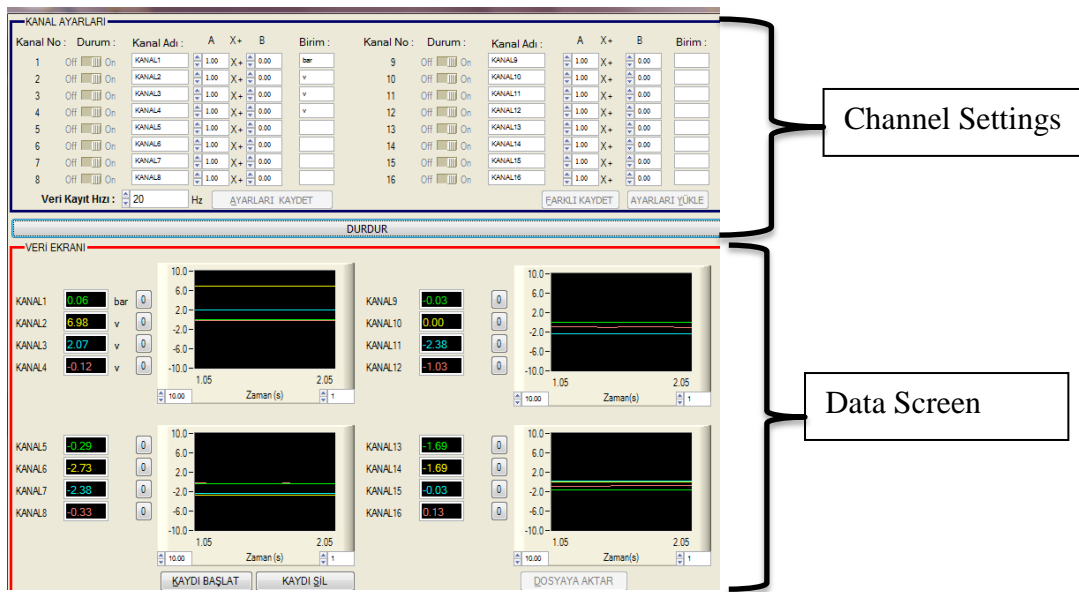 KANAL AYARLARI
Kanal No : Durum : Kanal Adı : A X+ B Birim : Kanal No : Durum : Kanal Adı : A X+ B Birim :
1 Off On KANAL1 1.00 X+ 0.00 bar 9 Off On KANAL9 1.00 X+ 0.00
2 Off On KANAL2 1.00 X+ 0.00 v 10 Off On KANAL10 1.00 X+ 0.00
3 Off On KANAL3 1.00 X+ 0.00 v 11 Off On KANAL11 1.00 X+ 0.00
4 Off On KANAL4 1.00 X+ 0.00 v 12 Off On KANAL12 1.00 X+ 0.00
5 Off On KANAL5 1.00 X+ 0.00 13 Off On KANAL13 1.00 X+ 0.00
6 Off On KANAL6 1.00 X+ 0.00 14 Off On KANAL14 1.00 X+ 0.00
7 Off On KANAL7 1.00 X+ 0.00 15 Off On KANAL15 1.00 X+ 0.00
8 Off On KANAL8 1.00 X+ 0.00 16 Off On KANAL16 1.00 X+ 0.00
Veri Kayıt Hızı : 20 Hz AYARLARI KAYDET FARKLI KAYDET AYARLARI YÜKLE
Channel Settings
DURDUR
VERİ EKRANI
KANAL1 0.06 bar 0
KANAL2 6.98 v 0
KANAL3 2.07 v 0
KANAL4 -0.12 v 0
10.0
6.0
2.0
-2.0
-6.0
-10.0
1.05 2.05
10.00 Zaman (s) 1
KANAL9 -0.03 0
KANAL10 0.00 0
KANAL11 -2.38 0
KANAL12 -1.03 0
10.0
6.0
2.0
-2.0
-6.0
-10.0
1.05 2.05
10.00 Zaman (s) 1
Data Screen
KANAL5 -0.29 0
KANAL6 -2.73 0
KANAL7 -2.38 0
KANAL8 -0.33 0
10.0
6.0
2.0
-2.0
-6.0
-10.0
1.05 2.05
10.00 Zaman (s) 1
KANAL13 -1.69 0
KANAL14 -1.69 0
KANAL15 -0.03 0
KANAL16 0.13 0
10.0
6.0
2.0
-2.0
-6.0
-10.0
1.05 2.05
10.00 Zaman (s) 1
KAYDI BAŞLAT KAYDI SİL DOSYAYA AKTAR